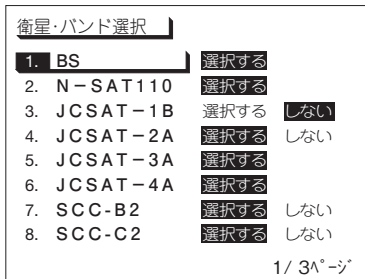 衛星・バンド選択
1. BS 選択する
2. N－SAT110 選択する
3. JCSAT－1B 選択する しない
4. JCSAT－2A 選択する しない
5. JCSAT－3A 選択する
6. JCSAT－4A 選択する
7. SCC-B2 選択する しない
8. SCC-C2 選択する しない
1/ 3ﾍﾟｰｼﾞ